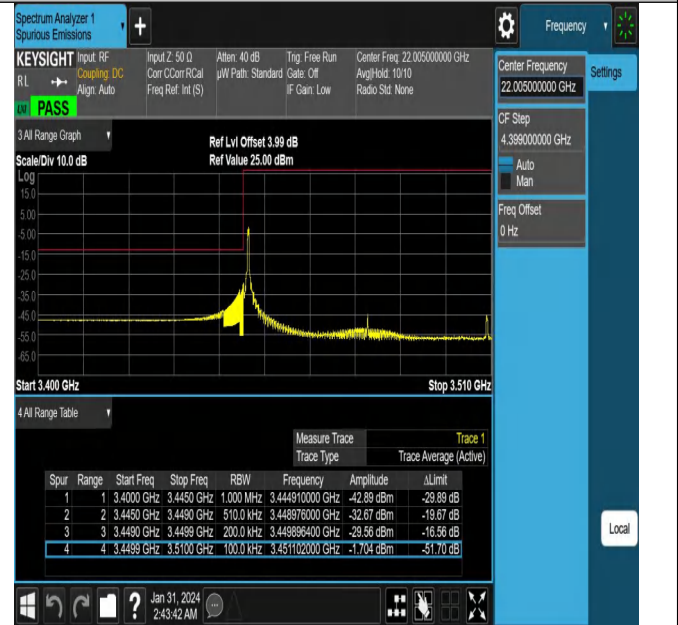 Spectrum Analyzer 1
Spurious Emissions
+
Frequency
KEYSIGHT Input: RF Input Z: 50 Ω Atten: 40 dB Trig: Free Run Center Freq: 22.005000000 GHz
RL Coupling: DC Corr CCorr RCal µW Path: Standard Gate: Off Avg|Hold: 10/10
Align: Auto Freq Ref: Int (S) IF Gain: Low Radio Std: None
PASS
Center Frequency
22.005000000 GHz
Settings
CF Step
4.399000000 GHz
Auto
Man
Freq Offset
0 Hz
3 All Range Graph
Ref Lvl Offset 3.99 dB
Scale/Div 10.0 dB Ref Value 25.00 dBm
Log
15.0
5.00
-5.00
-15.0
-25.0
-35.0
-45.0
-55.0
-65.0
Start 3.400 GHz Stop 3.510 GHz
4 All Range Table
Measure Trace Trace 1
Trace Type Trace Average (Active)
Spur Range Start Freq Stop Freq RBW Frequency Amplitude ΔLimit
1 1 3.4000 GHz 3.4450 GHz 1.000 MHz 3.444910000 GHz -42.89 dBm -29.89 dB
2 2 3.4450 GHz 3.4490 GHz 510.0 kHz 3.448976000 GHz -32.67 dBm -19.67 dB
3 3 3.4490 GHz 3.4499 GHz 200.0 kHz 3.449896400 GHz -29.56 dBm -16.56 dB
4 4 3.4499 GHz 3.5100 GHz 100.0 kHz 3.451102000 GHz -1.704 dBm -51.70 dB
Local
?
Jan 31, 2024
2:43:42 AM